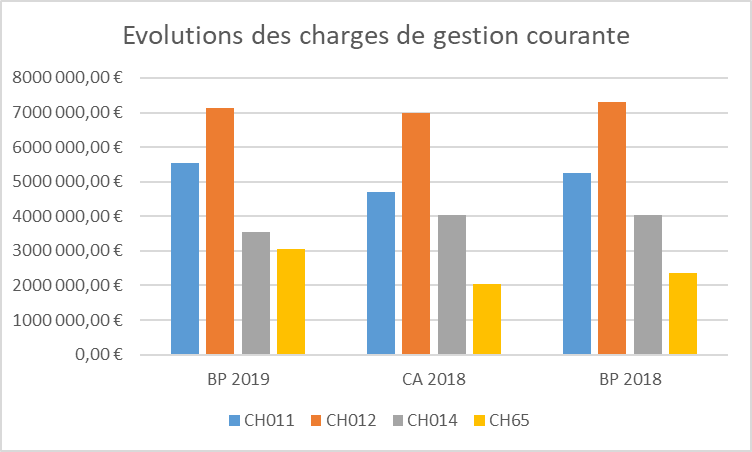 Evolutions des charges de gestion courante
8000 000,00 €
7000 000,00 €
6000 000,00 €
5000 000,00 €
4000 000,00 €
3000 000,00 €
2000 000,00 €
1000 000,00 €
0,00 €
BP 2019 CA 2018 BP 2018
CH011 CH012 CH014 CH65